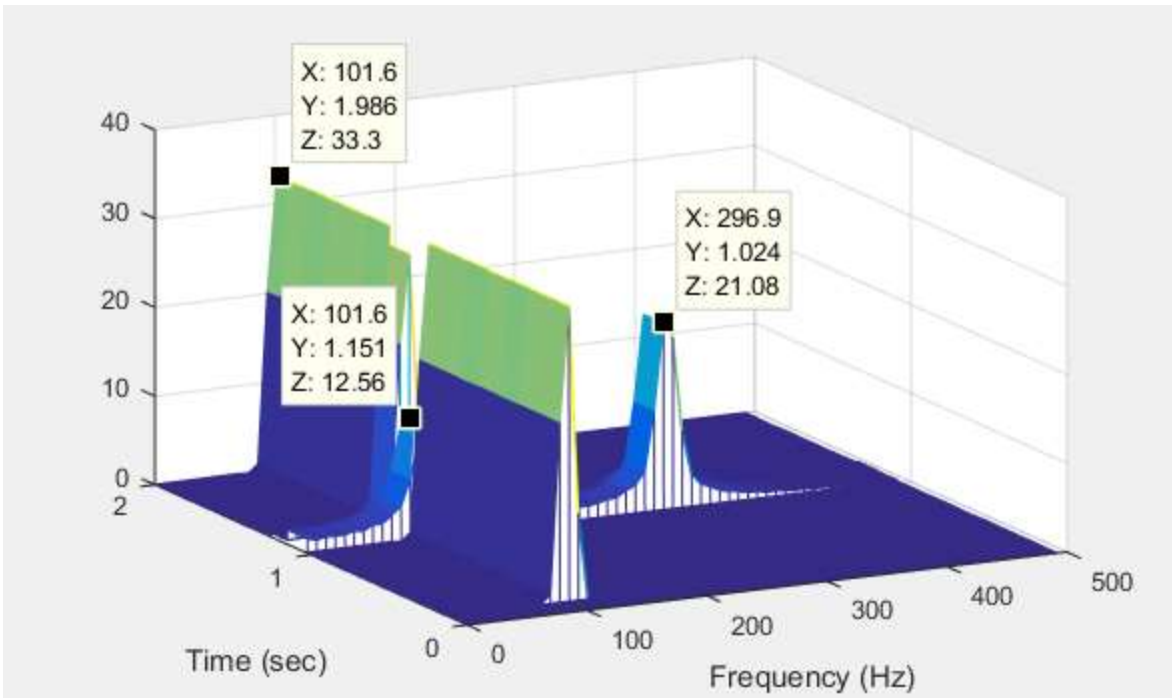 X: 101.6
Y: 1.986
Z: 33.3
X: 296.9
Y: 1.024
Z: 21.08
X: 101.6
Y: 1.151
Z: 12.56
40
30
20
10
0
2
1
0
Time (sec)
0
100
200
300
400
500
Frequency (Hz)